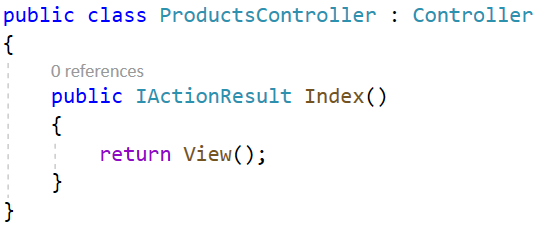 public class ProductsController : Controller
{
0 references
public IActionResult Index()
{
return View();
}
}